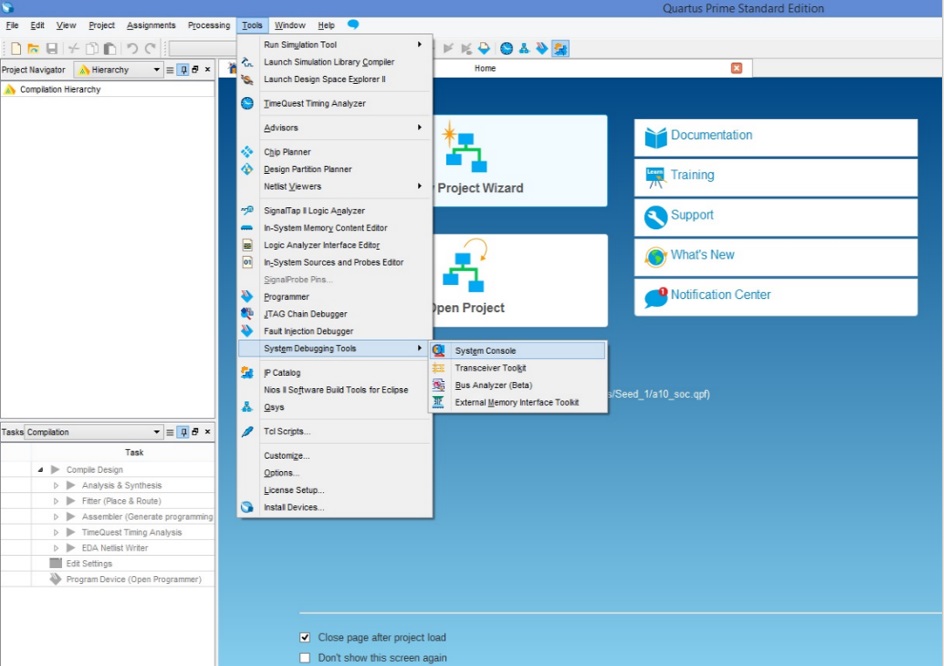 Quartus Prime Standard Edition
File Edit View Project Assignments Processing Tools Window Help
Project Navigator Hierarchy
Compilation Hierarchy
Home
Run Simulation Tool
Launch Simulation Library Compiler
Launch Design Space Explorer II
TimeQuest Timing Analyzer
Advisors
Chip Planner
Design Partition Planner
Netlist Viewers
SignalTap II Logic Analyzer
In-System Memory Content Editor
Logic Analyzer Interface Editor
In-System Sources and Probes Editor
SignalProbe Pins...
Programmer
JTAG Chain Debugger
Fault Injection Debugger
System Debugging Tools
IP Catalog
Nios II Software Build Tools for Eclipse
Qsys
Tcl Scripts...
Customize...
Options...
License Setup...
Install Devices...
System Console
Transceiver Toolkit
Bus Analyzer (Beta)
External Memory Interface Toolkit
Project Wizard
Open Project
s/Seed_1/a10_soc.qpf)
Documentation
Learn
Training
Support
What's New
Notification Center
Tasks Compilation
Task
Compile Design
Analysis & Synthesis
Fitter (Place & Route)
Assembler (Generate programming
TimeQuest Timing Analysis
EDA Netlist Writer
Edit Settings
Program Device (Open Programmer)
Close page after project load
Don't show this screen again